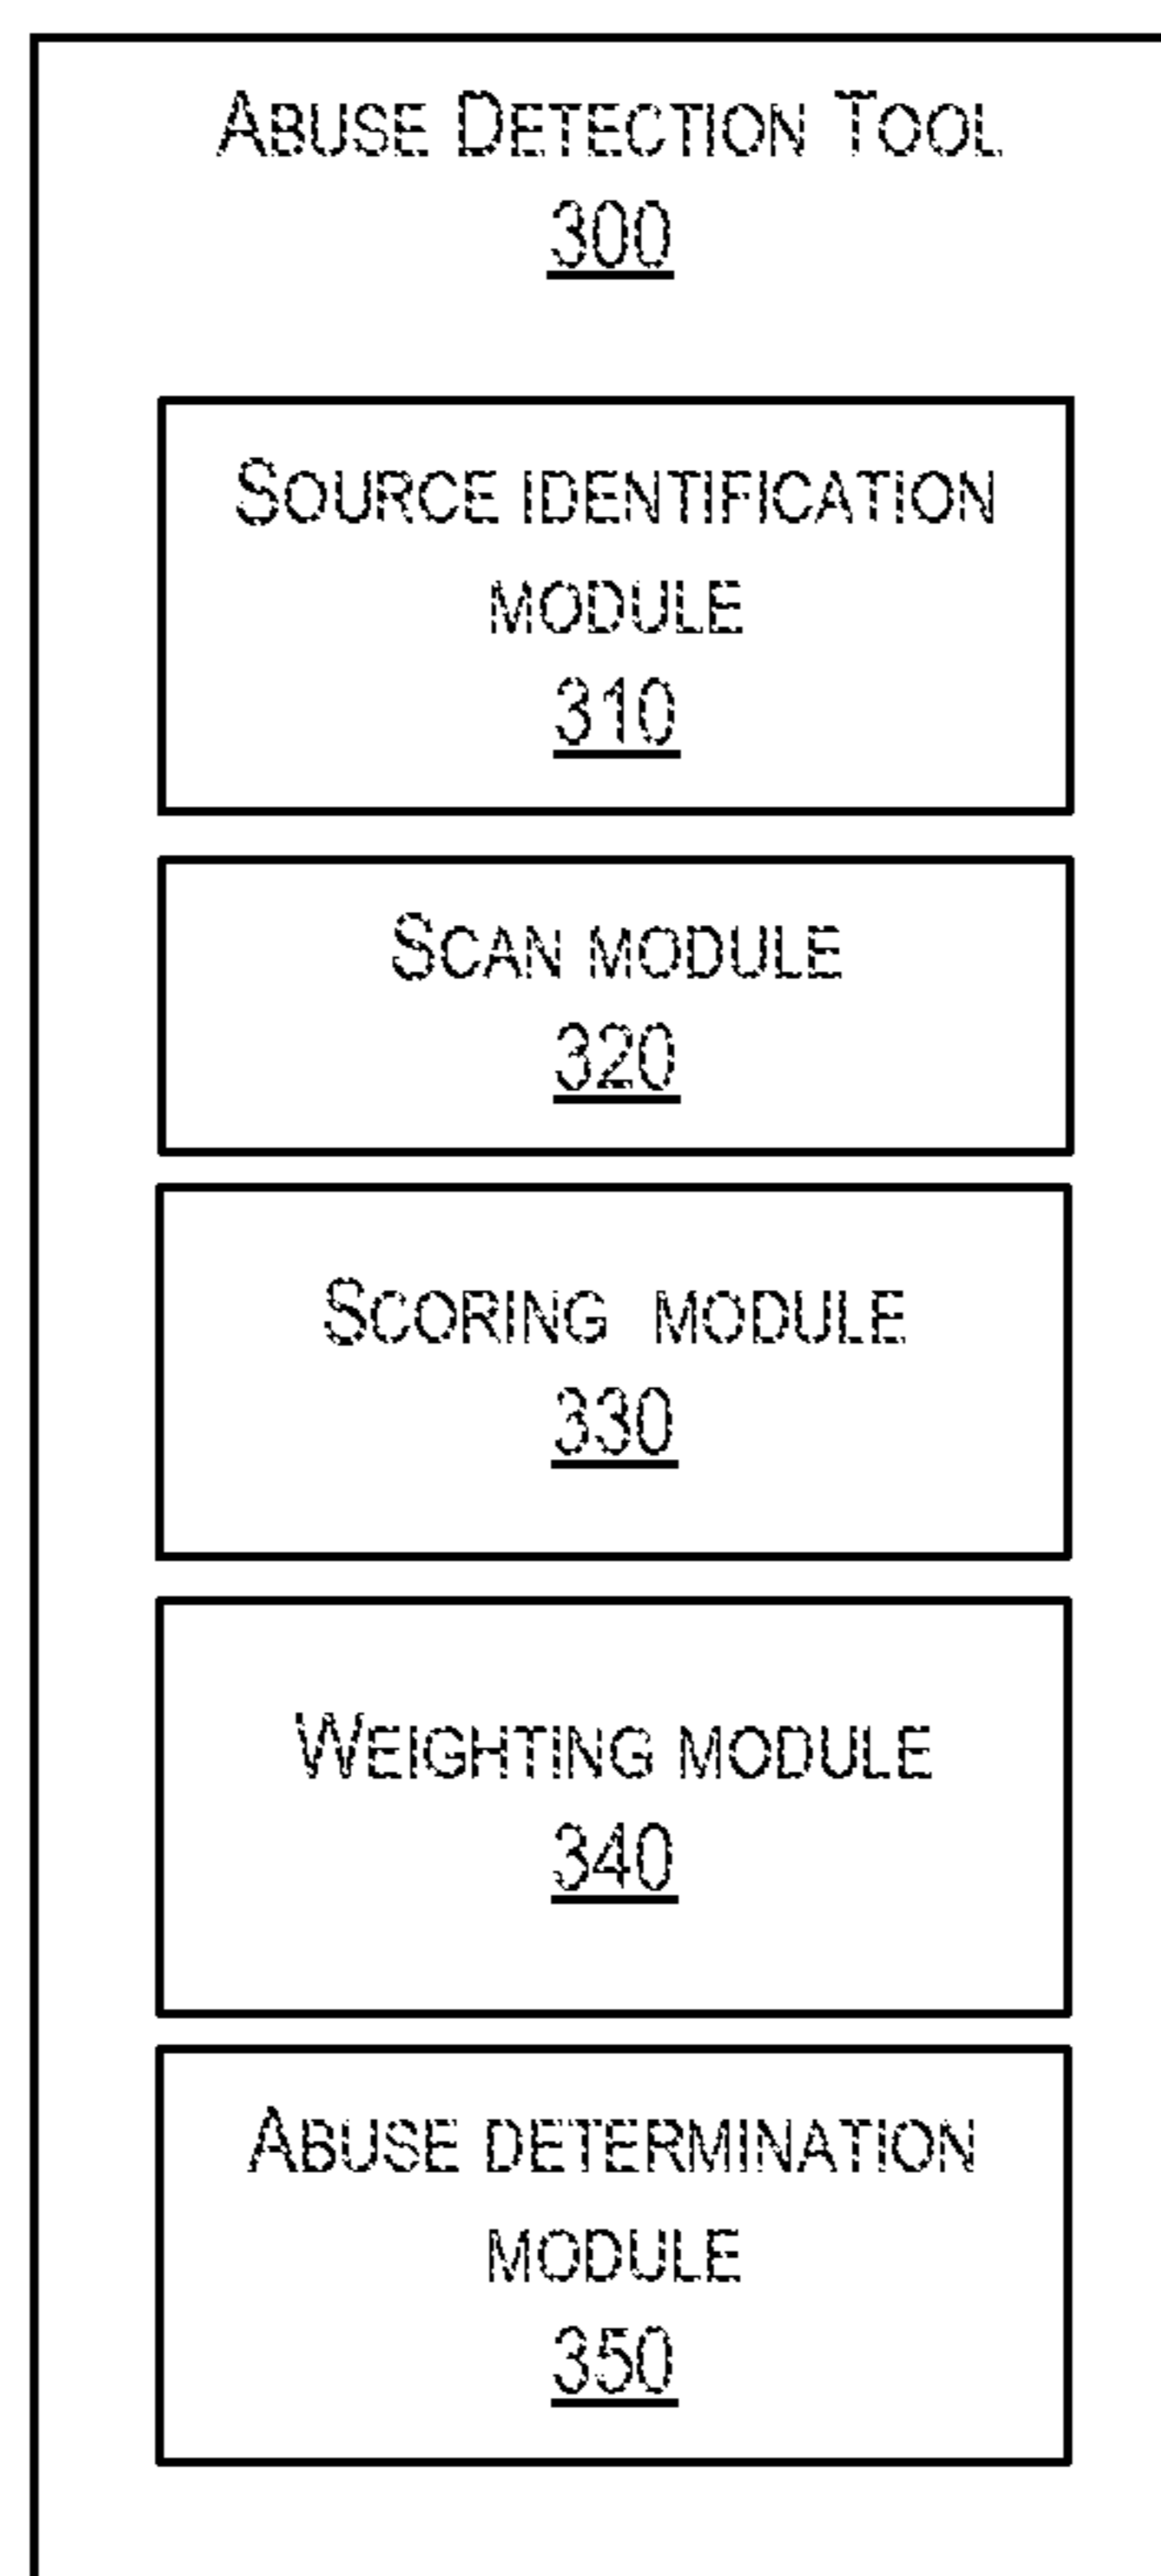 ABUSE DETECTION TOOL
300
SOURCE IDENTIFICATION
MODULE
310
SCAN MODULE
320
SCORING MODULE
330
WEIGHTING MODULE
340
ABUSE DETERMINATION
MODULE
350